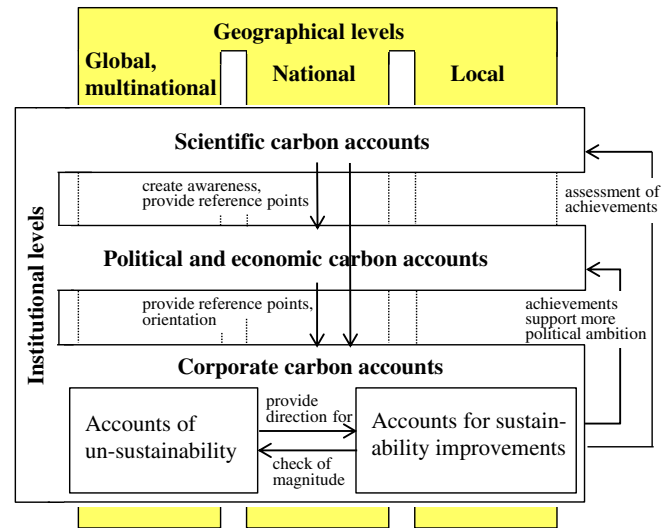 Geographical levels
Global,
multinational
National
Local
Institutional levels
Scientific carbon accounts
create awareness,
provide reference points
assessment of
achievements
Political and economic carbon accounts
provide reference points,
orientation
achievements
support more
political ambition
Corporate carbon accounts
Accounts of
un-sustainability
provide
direction for
check of
magnitude
Accounts for sustain-
ability improvements